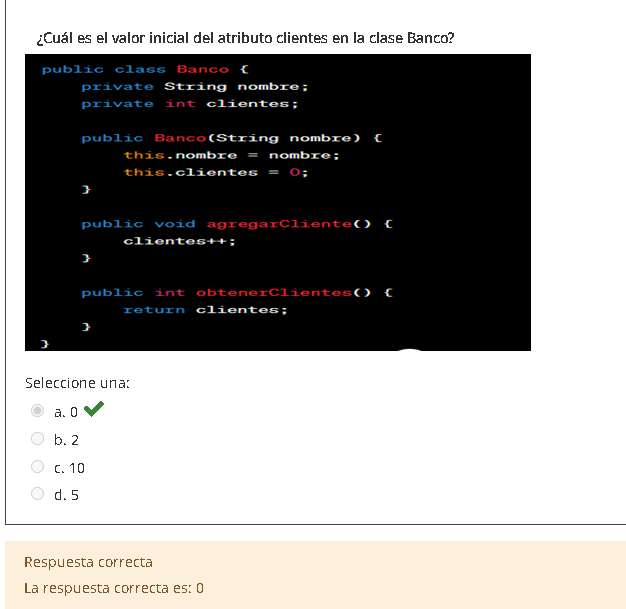 ¿Cuál es el valor inicial del atributo clientes en la clase Banco?
public class Banco {
private String nombre;
private int clientes;
public Banco(String nombre) {
this.nombre = nombre;
this.clientes = 0;
}
public void agregarCliente() {
clientes++;
}
public int obtenerClientes() {
return clientes;
}
}
Seleccione una:
a. 0
b. 2
c. 10
d. 5
Respuesta correcta
La respuesta correcta es: 0